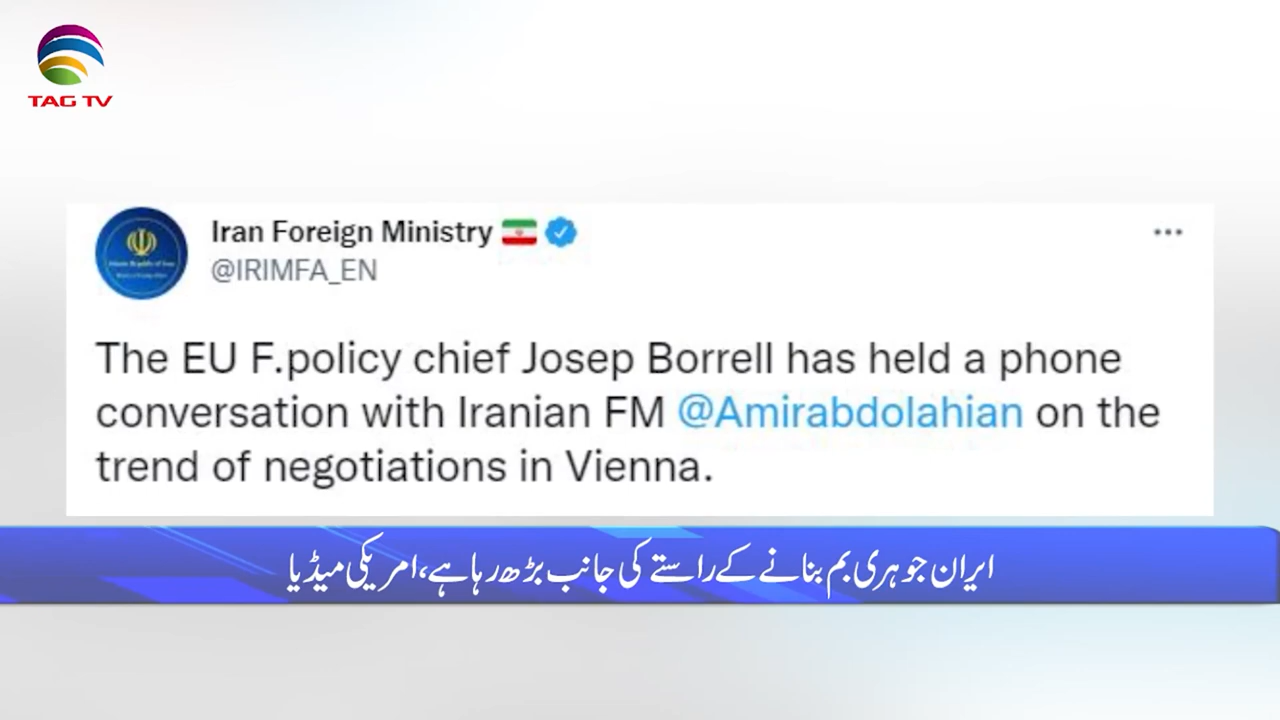 TAG TV
Iran Foreign Ministry 🇮🇷
@IRIMFA_EN
The EU F.policy chief Josep Borrell has held a phone
conversation with Iranian FM @Amirabdolahian on the
trend of negotiations in Vienna.
ایران جوہری بم بنانے کے راستے کی جانب بڑھ رہا ہے، امریکی میڈیا